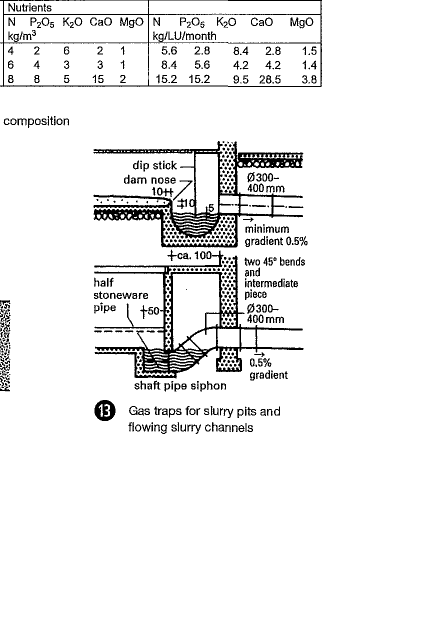 Nutrients
N P₂O₅ K₂O CaO MgO N P₂O₅ K₂O CaO MgO
kg/m³ kg/LU/month
4 2 6 2 1 5.6 2.8 8.4 2.8 1.5
6 4 3 3 1 8.4 5.6 4.2 4.2 1.4
8 8 5 15 2 15.2 15.2 9.5 28.5 3.8
composition
dip stick
dam nose
10
10
5
Ø300–
400mm
minimum
gradient 0.5%
ca. 100
two 45° bends
and
intermediate
piece
half
stoneware
pipe
50
Ø300–
400mm
0.5%
gradient
shaft pipe siphon
13 Gas traps for slurry pits and
flowing slurry channels